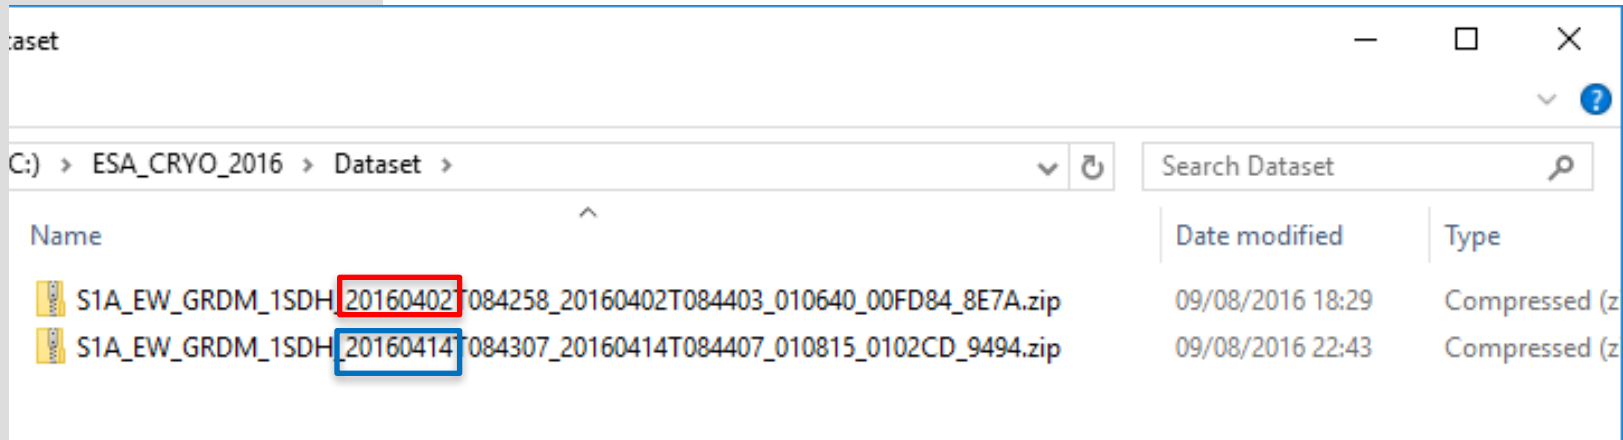 taset
?
C:) > ESA_CRYO_2016 > Dataset >
Search Dataset
Name Date modified Type
S1A_EW_GRDM_1SDH_20160402T084258_20160402T084403_010640_00FD84_8E7A.zip 09/08/2016 18:29 Compressed (z
S1A_EW_GRDM_1SDH_20160414T084307_20160414T084407_010815_0102CD_9494.zip 09/08/2016 22:43 Compressed (z